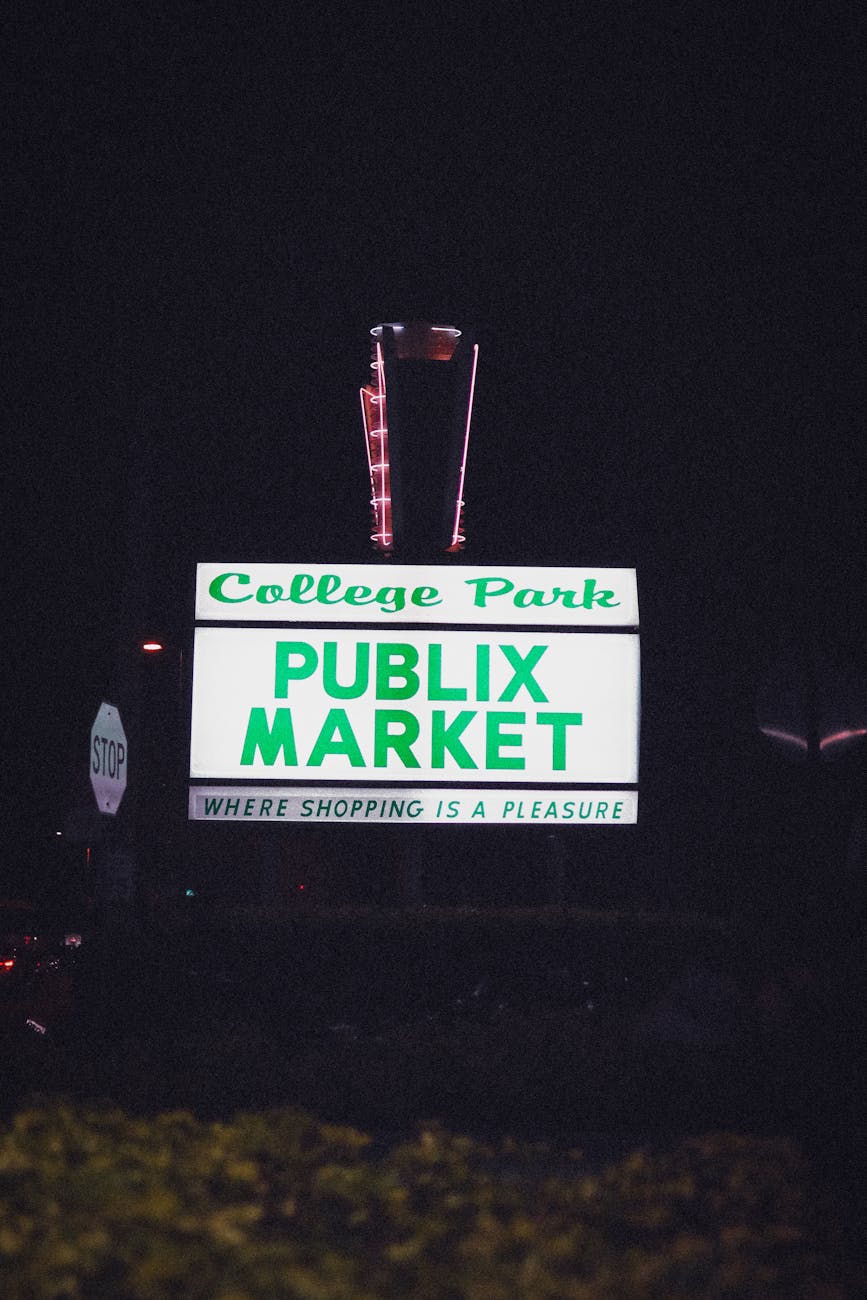 College Park
PUBLIX
MARKET
WHERE SHOPPING IS A PLEASURE
STOP